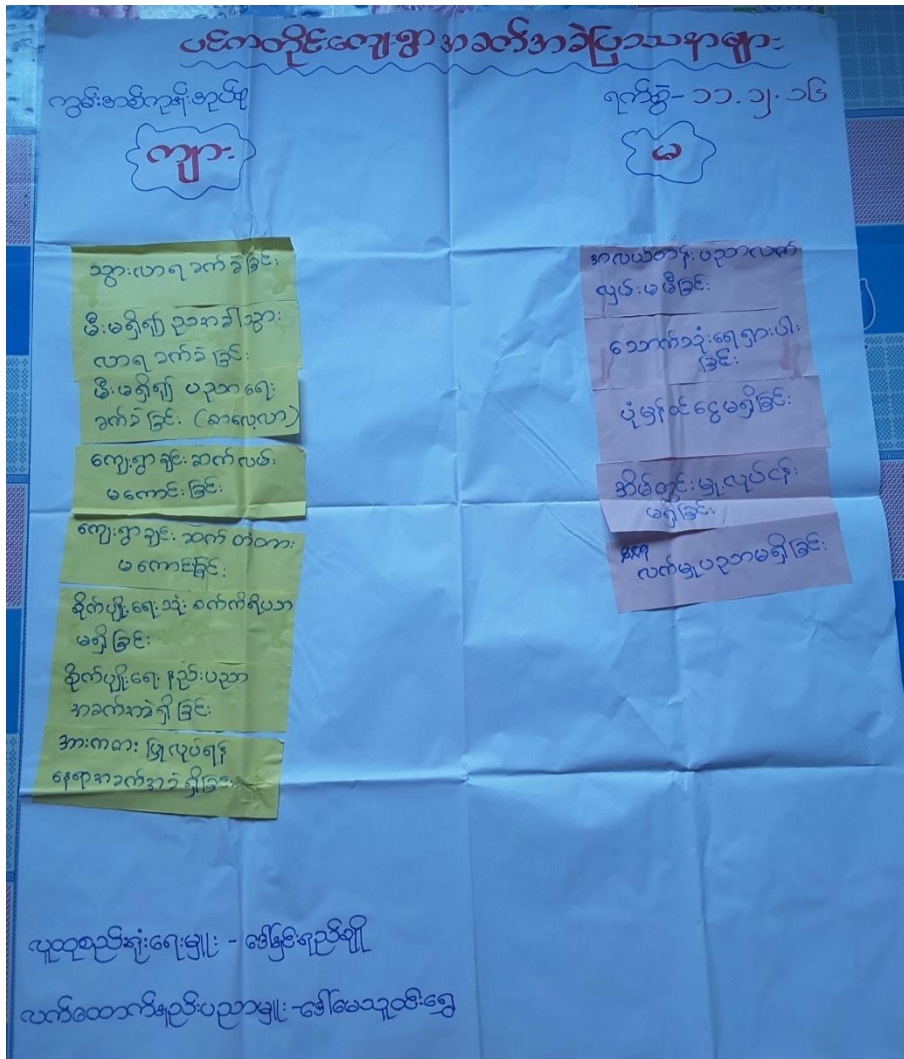 ပင်ကတိုင်ကျေးရွာအခက်အခဲပြဿနာများ
ကွမ်းခြံကုန်းအုပ်စု
ရက်စွဲ - ၁၁.၁၂.၁၆
ကျား
မ
သွားလာရခက်ခဲခြင်း
မီးမရှိ၍ ညအခါသွား
လာရခက်ခဲခြင်း
မီးမရှိ၍ ပညာရေး
ခက်ခဲခြင်း (စာလေ့လာ)
ကျေးရွာချင်းဆက်လမ်း
မကောင်းခြင်း
ကျေးရွာချင်းဆက်တံတား
မကောင်းခြင်း
စိုက်ပျိုးရေးသုံးစက်ကိရိယာ
မရှိခြင်း
စိုက်ပျိုးရေးနည်းပညာ
အခက်အခဲရှိခြင်း
အားကစားပြုလုပ်ရန်
နေရာအခက်အခဲရှိခြင်း
အလယ်တန်းပညာလက်
လှမ်းမမီခြင်း
သောက်သုံးရေရှားပါး
ခြင်း
ပုံမှန်ဝင်ငွေမရှိခြင်း
အိမ်တွင်းမှုလုပ်ငန်း
မရှိခြင်း
လက်မှုပညာမရှိခြင်း
လူထုစည်းရုံးရေးမှူး - ဒေါ်နှင်းရည်ချို
လက်ထောက်နည်းပညာမှူး - ဒေါ်မေသူထိုးရွှေ